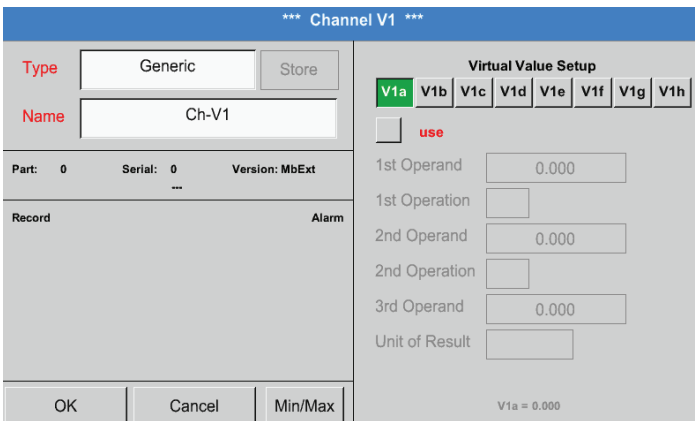 *** Channel V1 ***
Type
Generic
Store
Name
Ch-V1
Part: 0 Serial: 0 Version: MbExt
---
Record Alarm
OK Cancel Min/Max
Virtual Value Setup
V1a V1b V1c V1d V1e V1f V1g V1h
use
1st Operand 0.000
1st Operation
2nd Operand 0.000
2nd Operation
3rd Operand 0.000
Unit of Result
V1a = 0.000